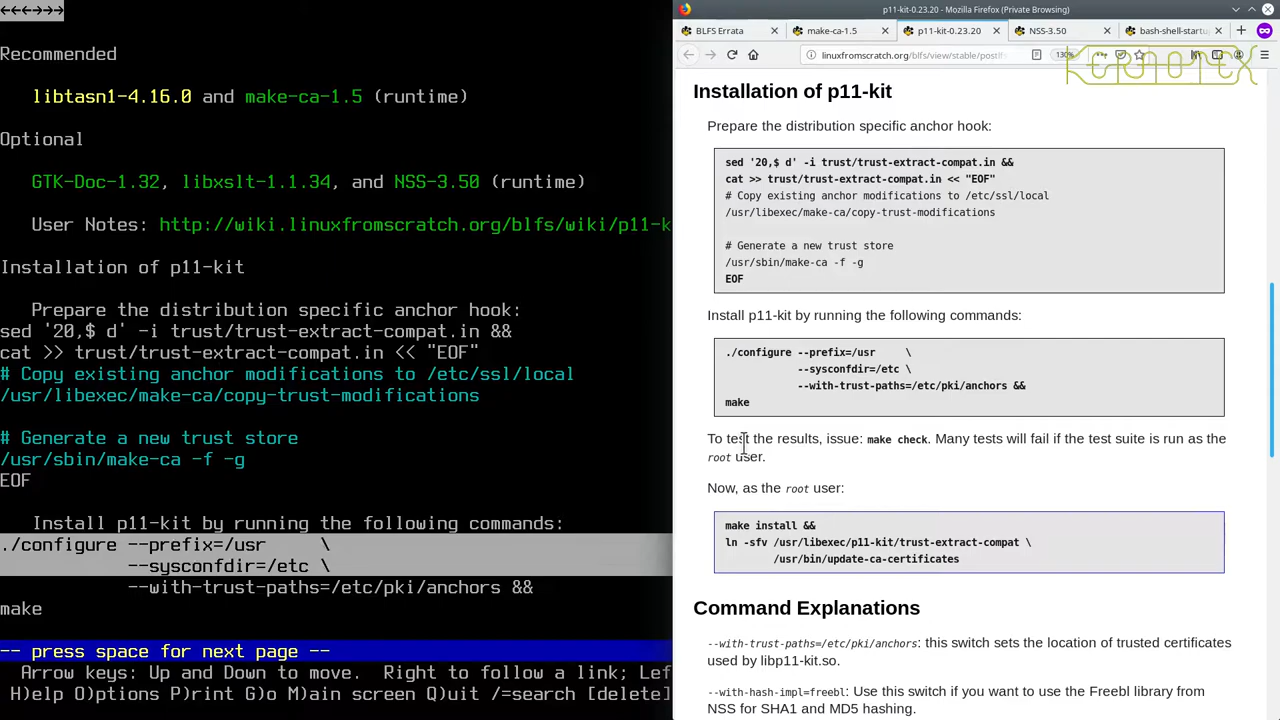 <--->--->
Recommended
libtasn1-4.16.0 and make-ca-1.5 (runtime)
Optional
GTK-Doc-1.32, libxslt-1.1.34, and NSS-3.50 (runtime)
User Notes: http://wiki.linuxfromscratch.org/blfs/wiki/p11-k
Installation of p11-kit
Prepare the distribution specific anchor hook:
sed '20,$ d' -i trust/trust-extract-compat.in &&
cat >> trust/trust-extract-compat.in << "EOF"
# Copy existing anchor modifications to /etc/ssl/local
/usr/libexec/make-ca/copy-trust-modifications
# Generate a new trust store
/usr/sbin/make-ca -f -g
EOF
Install p11-kit by running the following commands:
./configure --prefix=/usr \
--sysconfdir=/etc \
--with-trust-paths=/etc/pki/anchors &&
make
-- press space for next page --
Arrow keys: Up and Down to move. Right to follow a link; Lef
H)elp O)ptions P)rint G)o M)ain screen Q)uit /=search [delete]
p11-kit-0.23.20 - Mozilla Firefox (Private Browsing)
BLFS Errata
make-ca-1.5
p11-kit-0.23.20
NSS-3.50
bash-shell-startu
https://linuxfromscratch.org/blfs/view/stable/postlf
130%
KERNOTEX
Installation of p11-kit
Prepare the distribution specific anchor hook:
sed '20,$ d' -i trust/trust-extract-compat.in &&
cat >> trust/trust-extract-compat.in << "EOF"
# Copy existing anchor modifications to /etc/ssl/local
/usr/libexec/make-ca/copy-trust-modifications
# Generate a new trust store
/usr/sbin/make-ca -f -g
EOF
Install p11-kit by running the following commands:
./configure --prefix=/usr \
--sysconfdir=/etc \
--with-trust-paths=/etc/pki/anchors &&
make
To test the results, issue: make check. Many tests will fail if the test suite is run as the
root user.
Now, as the root user:
make install &&
ln -sfv /usr/libexec/p11-kit/trust-extract-compat \
/usr/bin/update-ca-certificates
Command Explanations
--with-trust-paths=/etc/pki/anchors: this switch sets the location of trusted certificates
used by libp11-kit.so.
--with-hash-impl=freebl: Use this switch if you want to use the Freebl library from
NSS for SHA1 and MD5 hashing.